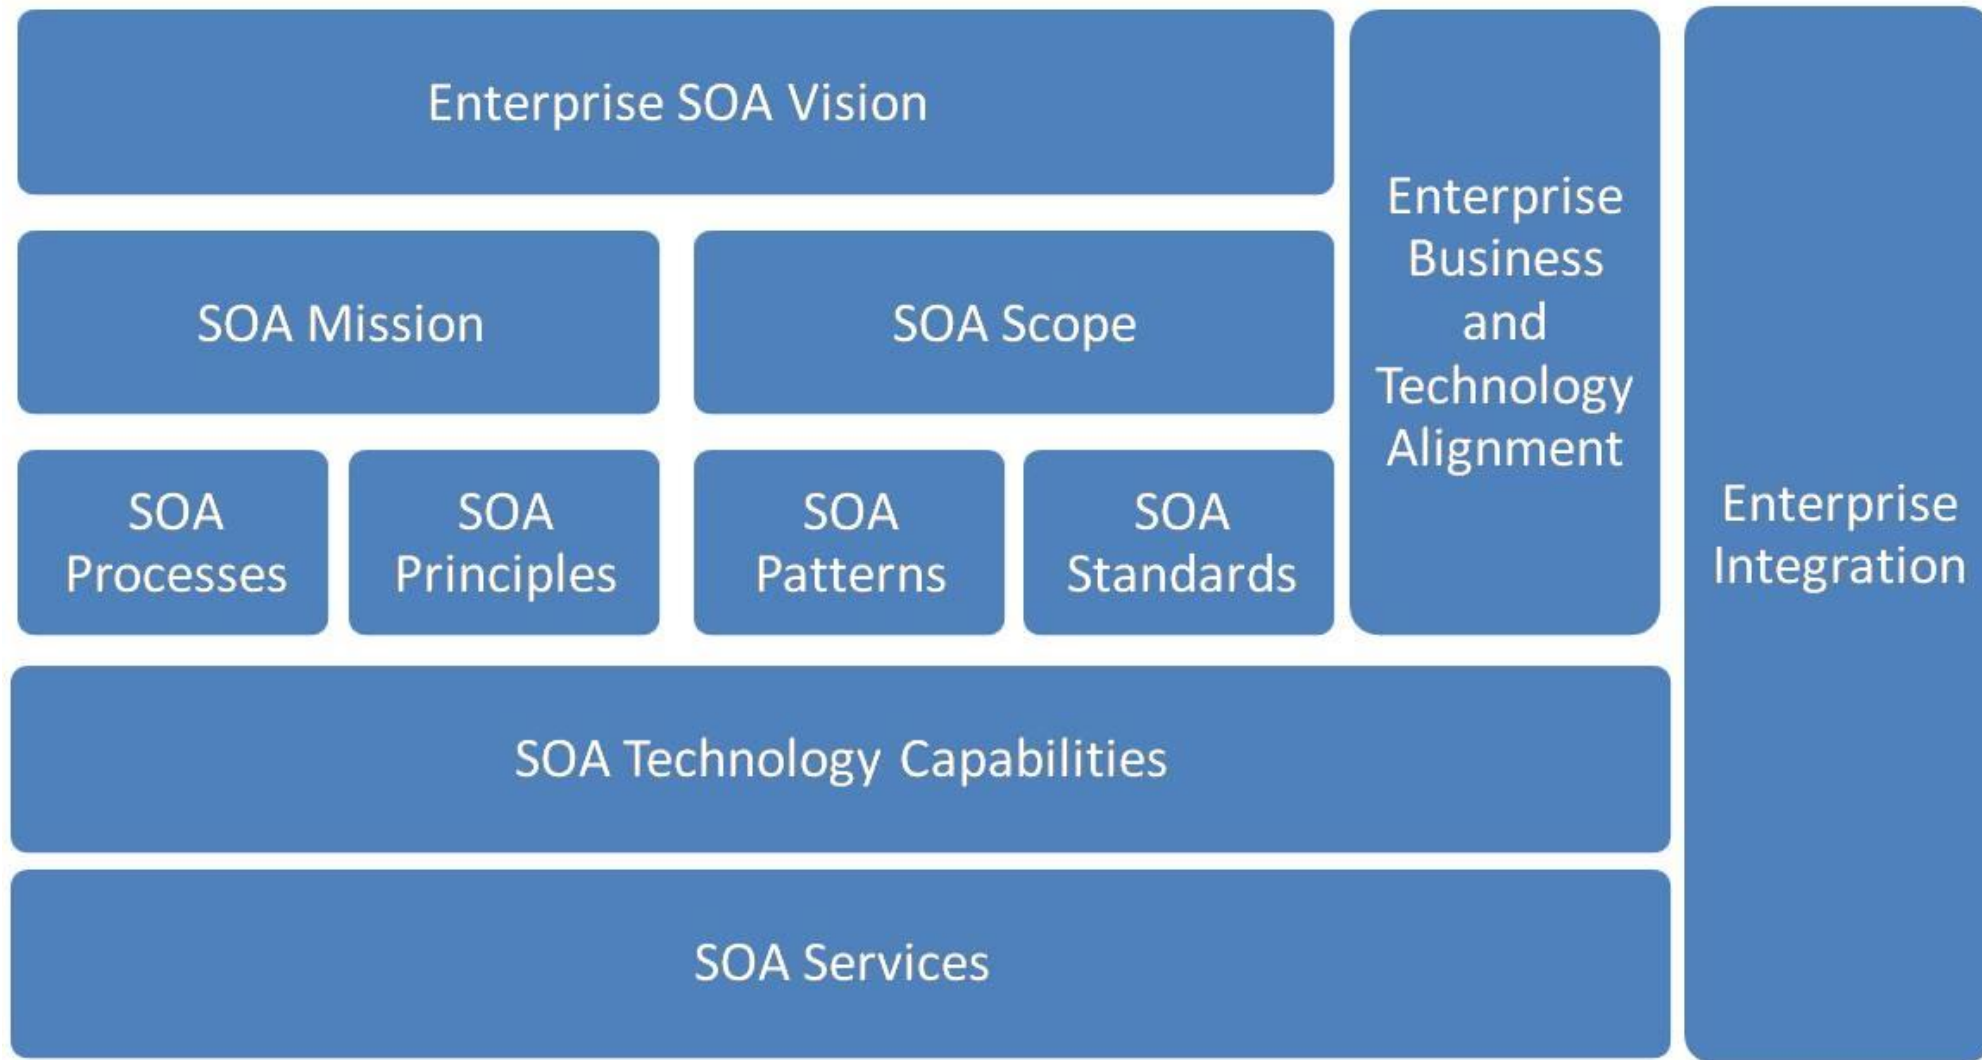 Enterprise SOA Vision
SOA Mission
SOA Scope
SOA
Processes
SOA
Principles
SOA
Patterns
SOA
Standards
Enterprise
Business
and
Technology
Alignment
Enterprise
Integration
SOA Technology Capabilities
SOA Services